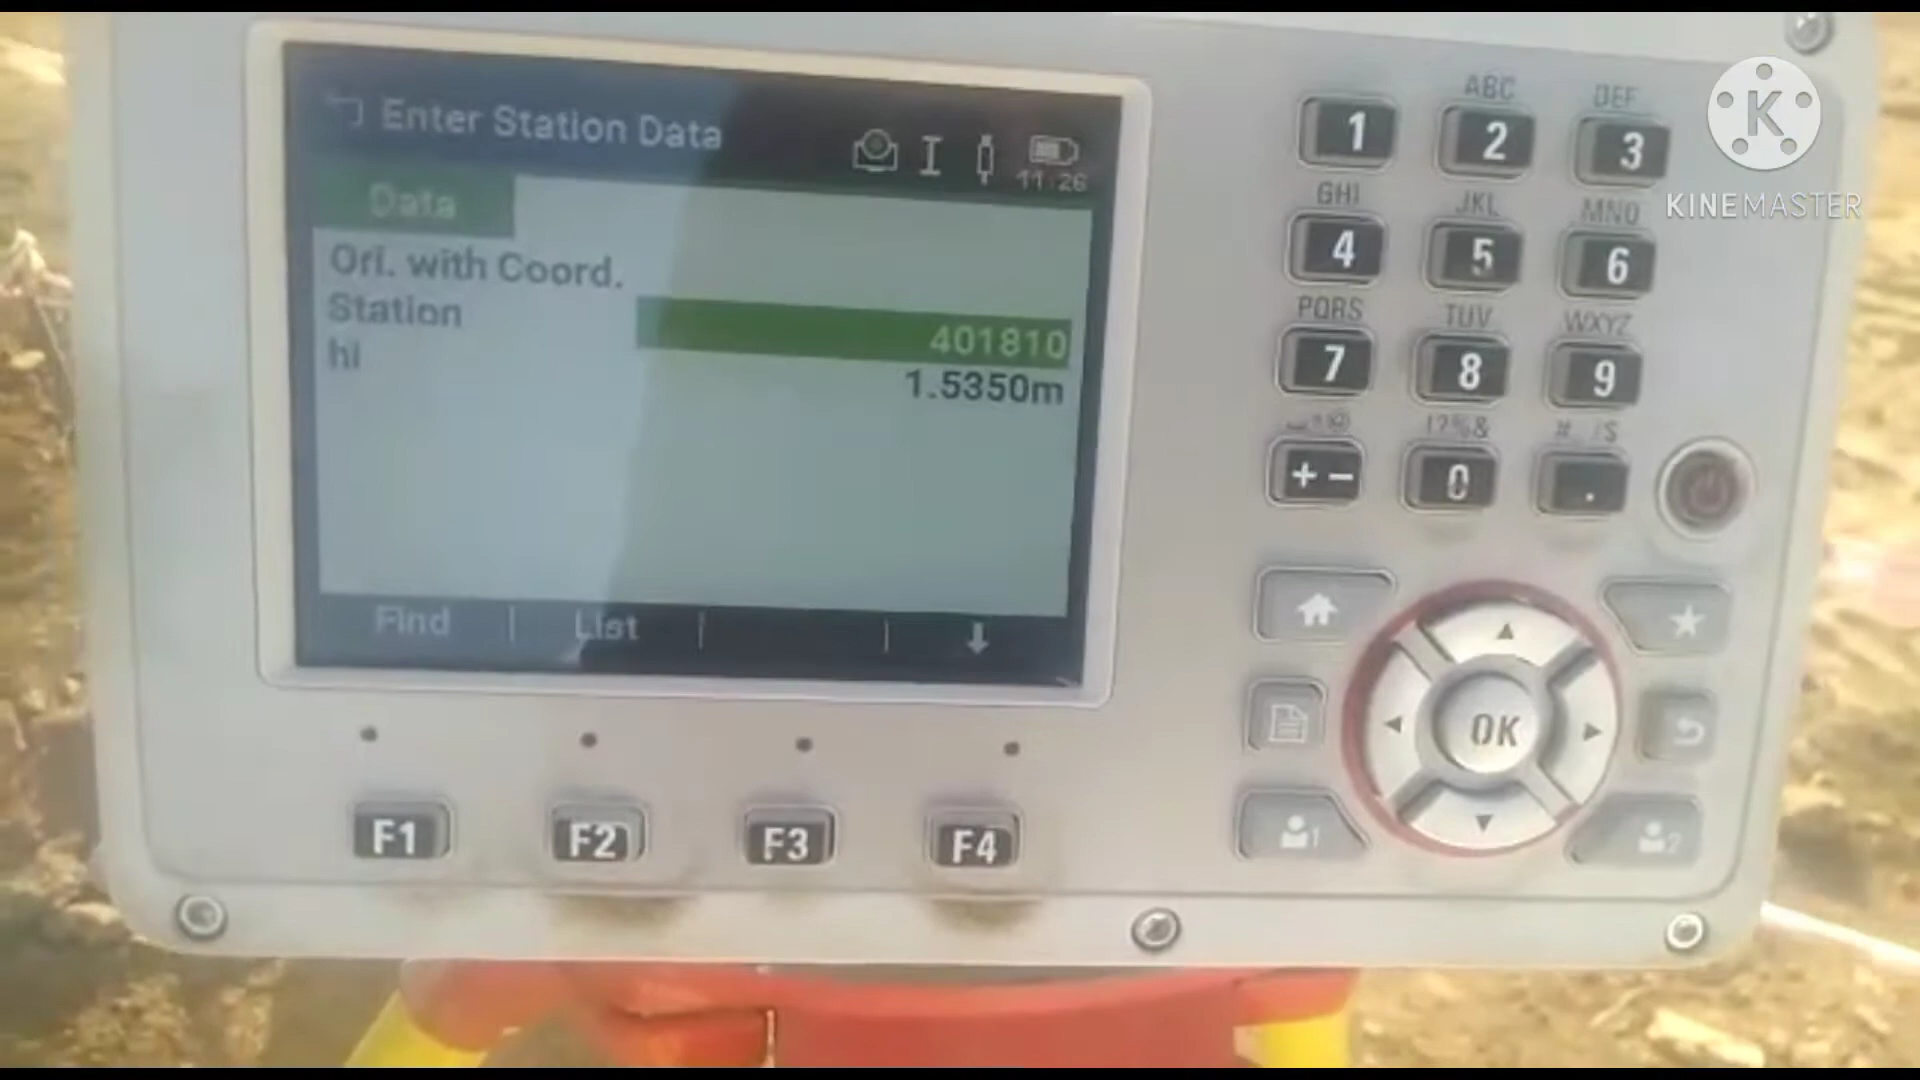 Enter Station Data
11:26
Data
Ori. with Coord.
Station 401810
hi 1.5350m
Find | List | | ↓
F1 F2 F3 F4
ABC DEF
1 2 3
GHI JKL MNO
4 5 6
PQRS TUV WXYZ
7 8 9
!?%&
+ - 0 .
OK
1 2
K
KINEMASTER